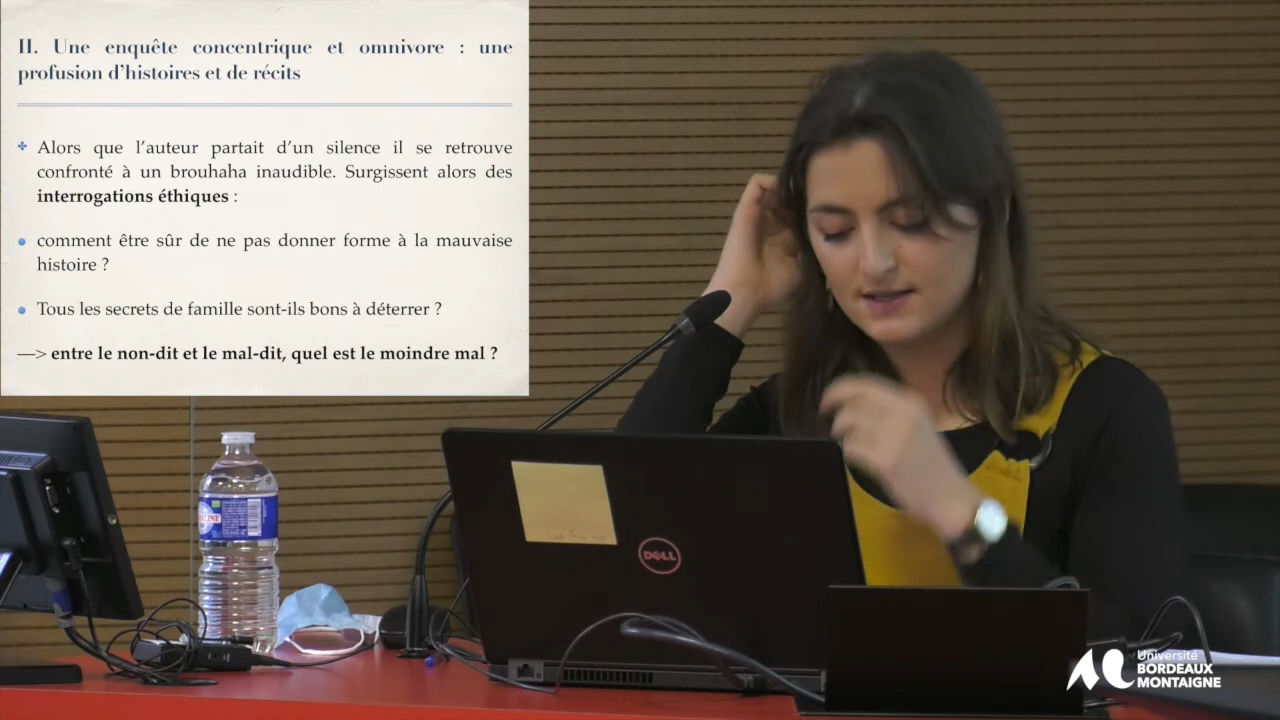 II. Une enquête concentrique et omnivore : une
profusion d'histoires et de récits
Alors que l'auteur partait d'un silence il se retrouve
confronté à un brouhaha inaudible. Surgissent alors des
interrogations éthiques :
comment être sûr de ne pas donner forme à la mauvaise
histoire ?
Tous les secrets de famille sont-ils bons à déterrer ?
—> entre le non-dit et le mal-dit, quel est le moindre mal ?
DELL
Université
BORDEAUX
MONTAIGNE